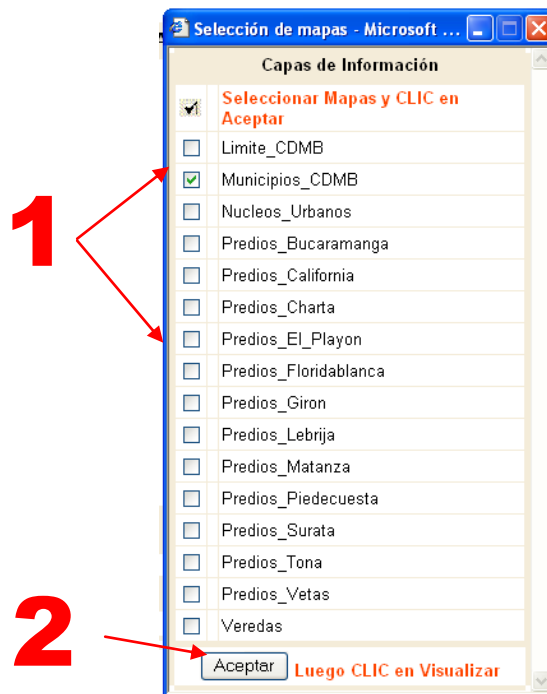 Selección de mapas - Microsoft ...
Capas de Información
Seleccionar Mapas y CLIC en
Aceptar
Limite_CDMB
Municipios_CDMB
Nucleos_Urbanos
Predios_Bucaramanga
Predios_California
Predios_Charta
Predios_El_Playon
Predios_Floridablanca
Predios_Giron
Predios_Lebrija
Predios_Matanza
Predios_Piedecuesta
Predios_Surata
Predios_Tona
Predios_Vetas
Veredas
Aceptar Luego CLIC en Visualizar
1
2